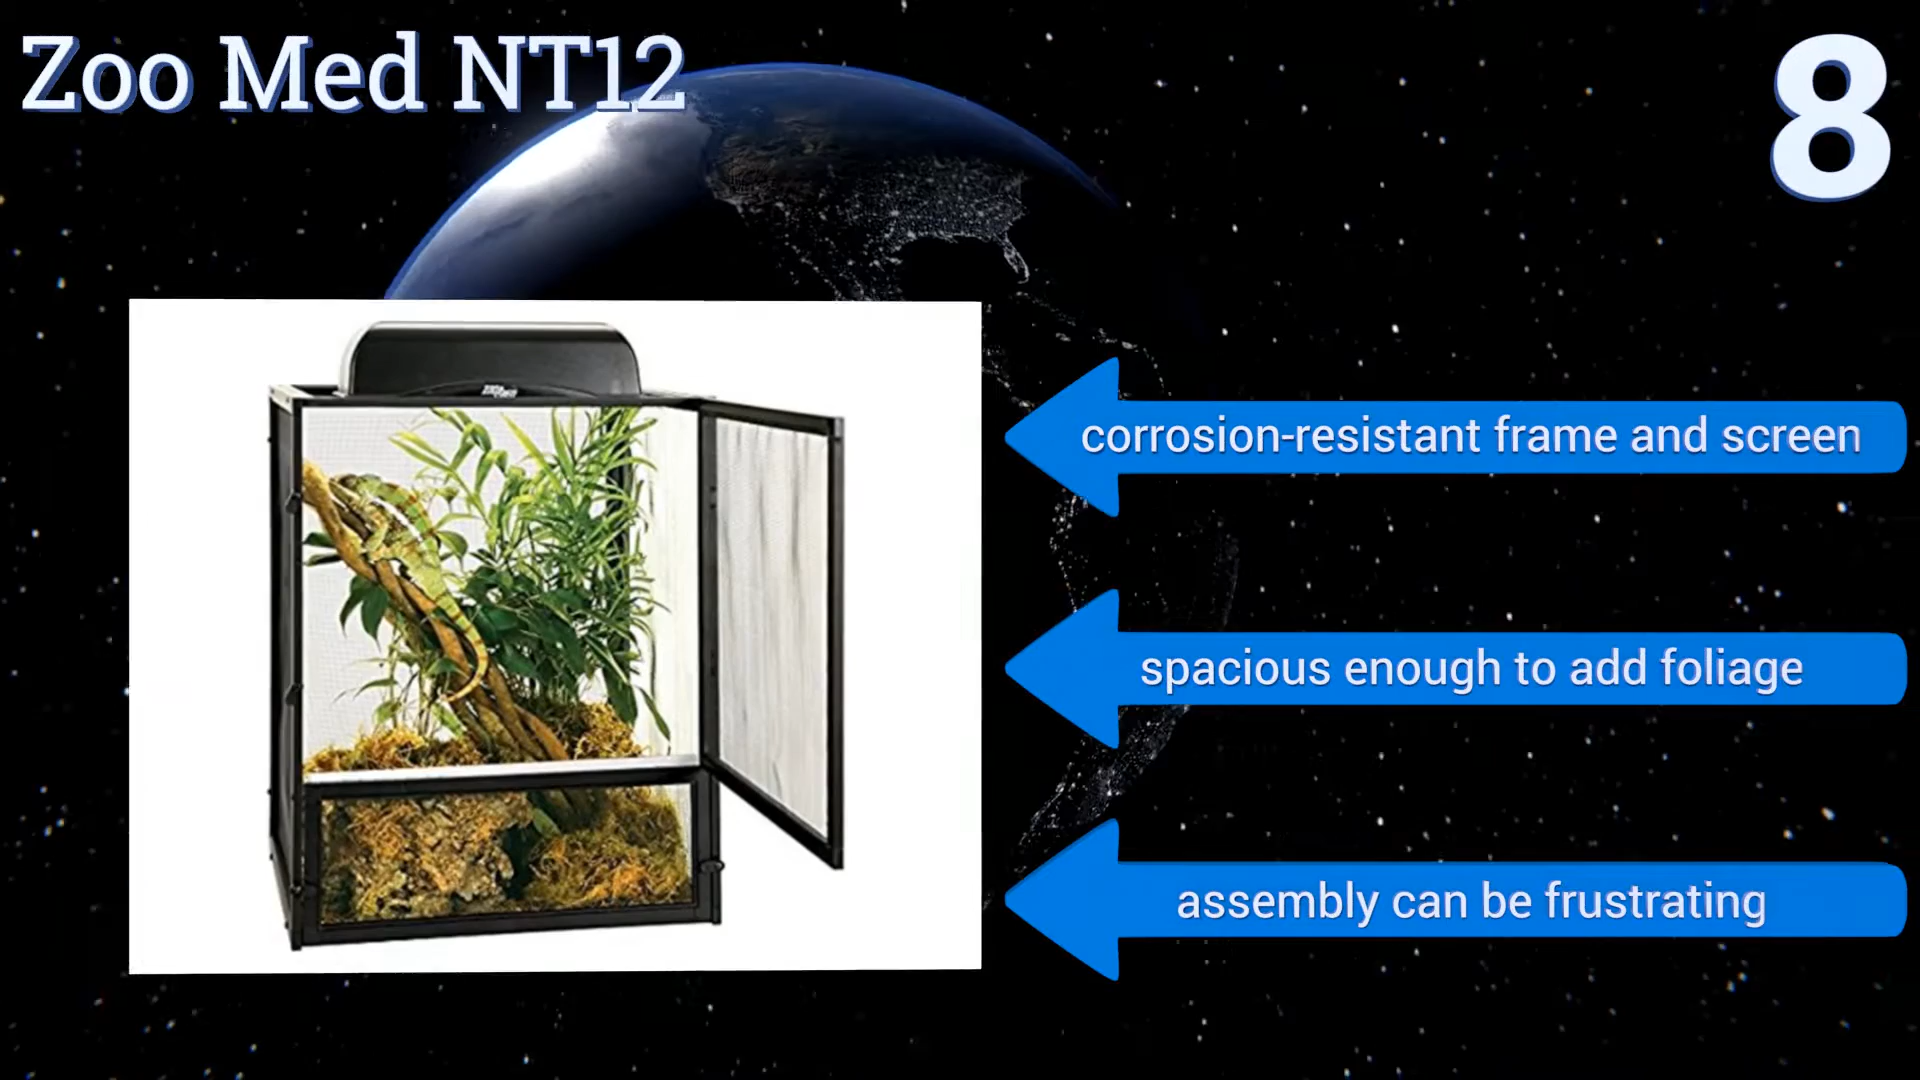 Zoo Med NT12
8
corrosion-resistant frame and screen
spacious enough to add foliage
assembly can be frustrating